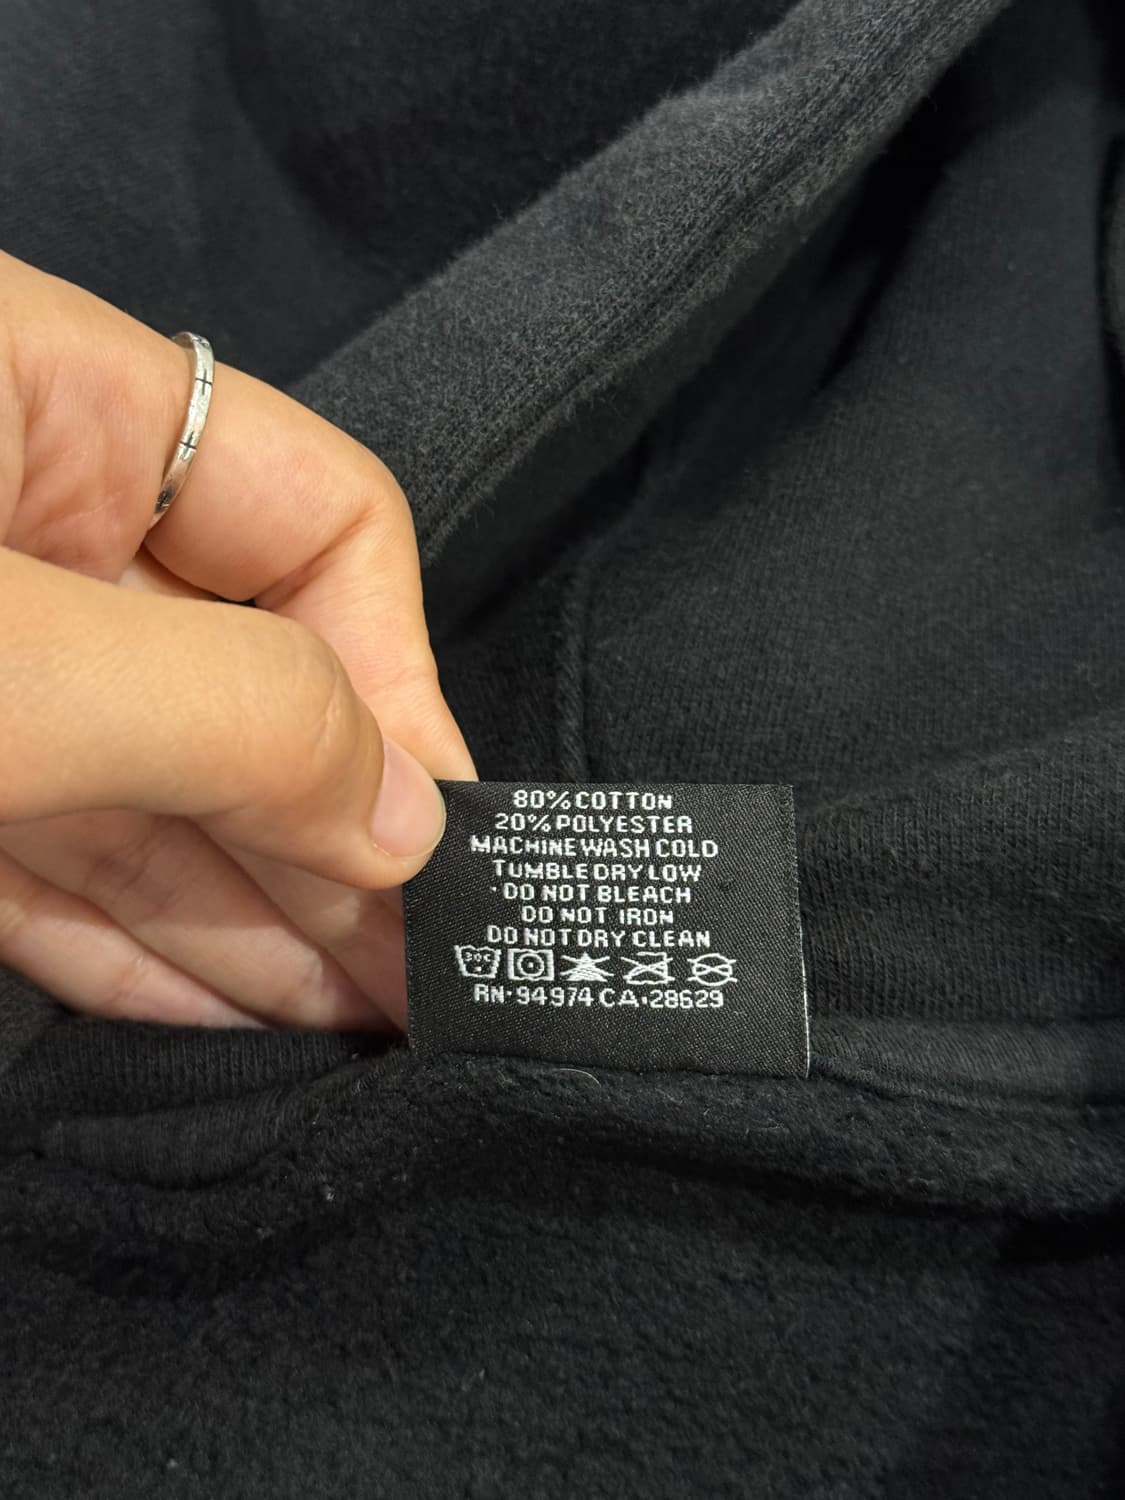 80% COTTON
20% POLYESTER
MACHINE WASH COLD
TUMBLE DRY LOW
DO NOT BLEACH
DO NOT IRON
DO NOT DRY CLEAN
RN·94974 CA·28629